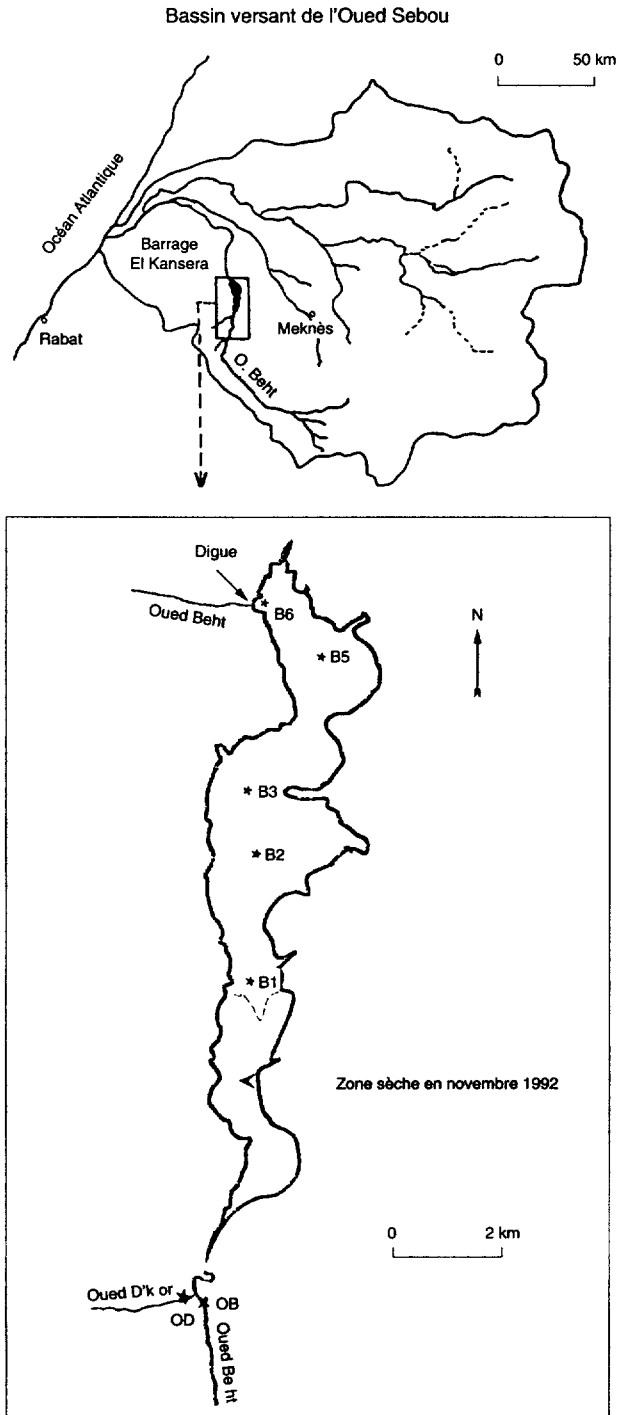 Bassin versant de l'Oued Sebou
0 50 km
Océan Atlantique
Barrage
El Kansera
Rabat
Meknès
O. Beht
Digue
Oued Beht
B6
N
B5
B3
B2
B1
Zone sèche en novembre 1992
0 2 km
Oued D'k or
OB
OD
Oued Be ht